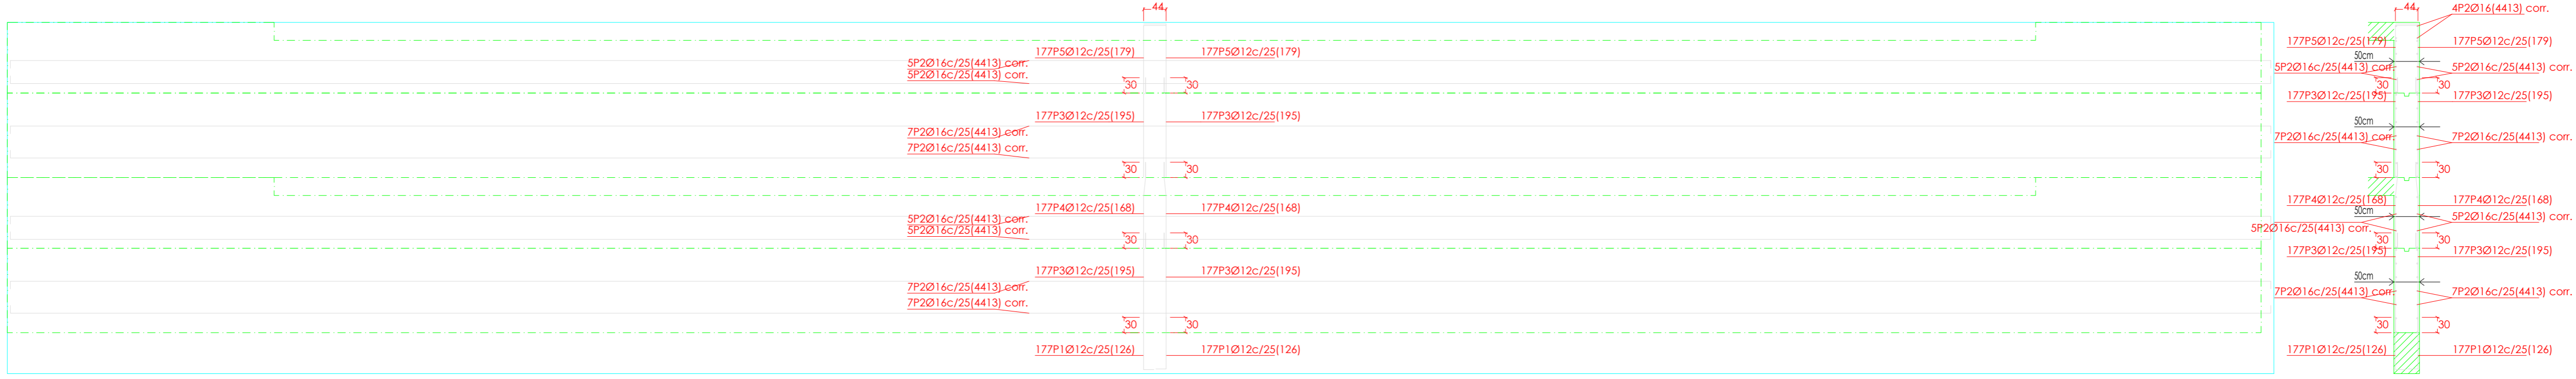 44
44
4P2Ø16(4413) corr.
177P5Ø12c/25(179)
177P5Ø12c/25(179)
177P5Ø12c/25(179)
177P5Ø12c/25(179)
50cm
5P2Ø16c/25(4413) corr.
5P2Ø16c/25(4413) corr.
5P2Ø16c/25(4413) corr.
5P2Ø16c/25(4413) corr.
30
30
30
30
177P3Ø12c/25(195)
177P3Ø12c/25(195)
177P3Ø12c/25(195)
177P3Ø12c/25(195)
50cm
7P2Ø16c/25(4413) corr.
7P2Ø16c/25(4413) corr.
7P2Ø16c/25(4413) corr.
7P2Ø16c/25(4413) corr.
30
30
30
30
177P4Ø12c/25(168)
177P4Ø12c/25(168)
177P4Ø12c/25(168)
177P4Ø12c/25(168)
50cm
5P2Ø16c/25(4413) corr.
5P2Ø16c/25(4413) corr.
5P2Ø16c/25(4413) corr.
5P2Ø16c/25(4413) corr.
30
30
30
30
177P3Ø12c/25(195)
177P3Ø12c/25(195)
177P3Ø12c/25(195)
177P3Ø12c/25(195)
50cm
7P2Ø16c/25(4413) corr.
7P2Ø16c/25(4413) corr.
7P2Ø16c/25(4413) corr.
7P2Ø16c/25(4413) corr.
30
30
30
30
177P1Ø12c/25(126)
177P1Ø12c/25(126)
177P1Ø12c/25(126)
177P1Ø12c/25(126)